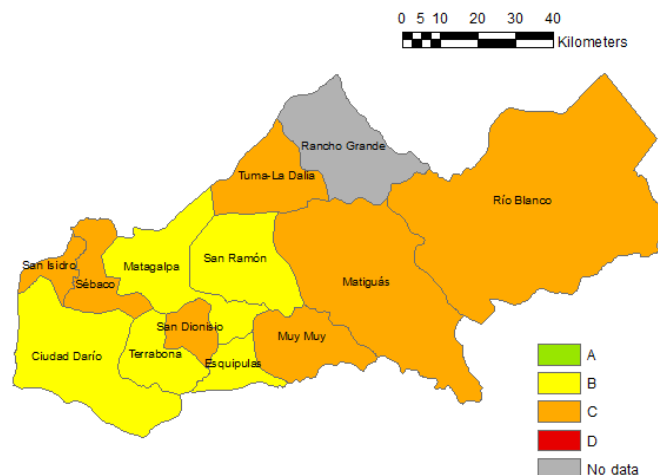 0 5 10 20 30 40
Kilometers
Rancho Grande
Tuma-La Dalia
Río Blanco
San Ramón
San Isidro
Matagalpa
Sébaco
Matiguás
San Dionisio
Muy Muy
Ciudad Darío
Terrabona
Esquipulas
A
B
C
D
No data